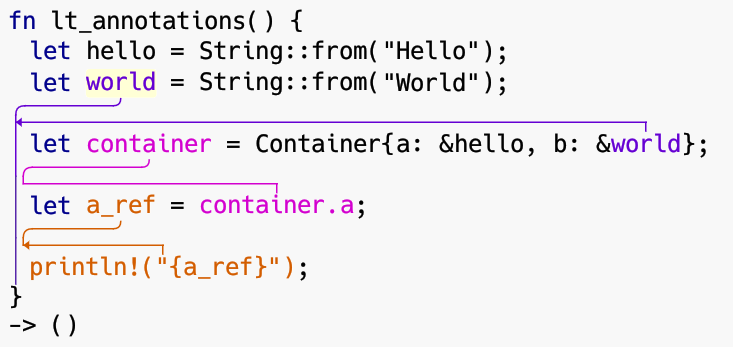 fn lt_annotations() {
let hello = String::from("Hello");
let world = String::from("World");
let container = Container{a: &hello, b: &world};
let a_ref = container.a;
println!("{a_ref}");
}
-> ()